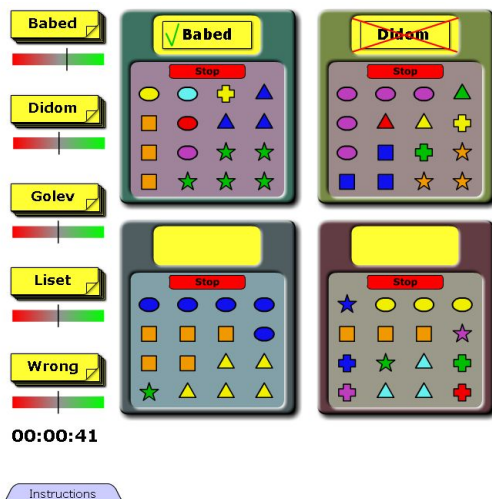 Babed
Didom
Golev
Liset
Wrong
00:00:41
Instructions
Babed
Stop
Didom
Stop
Stop
Stop